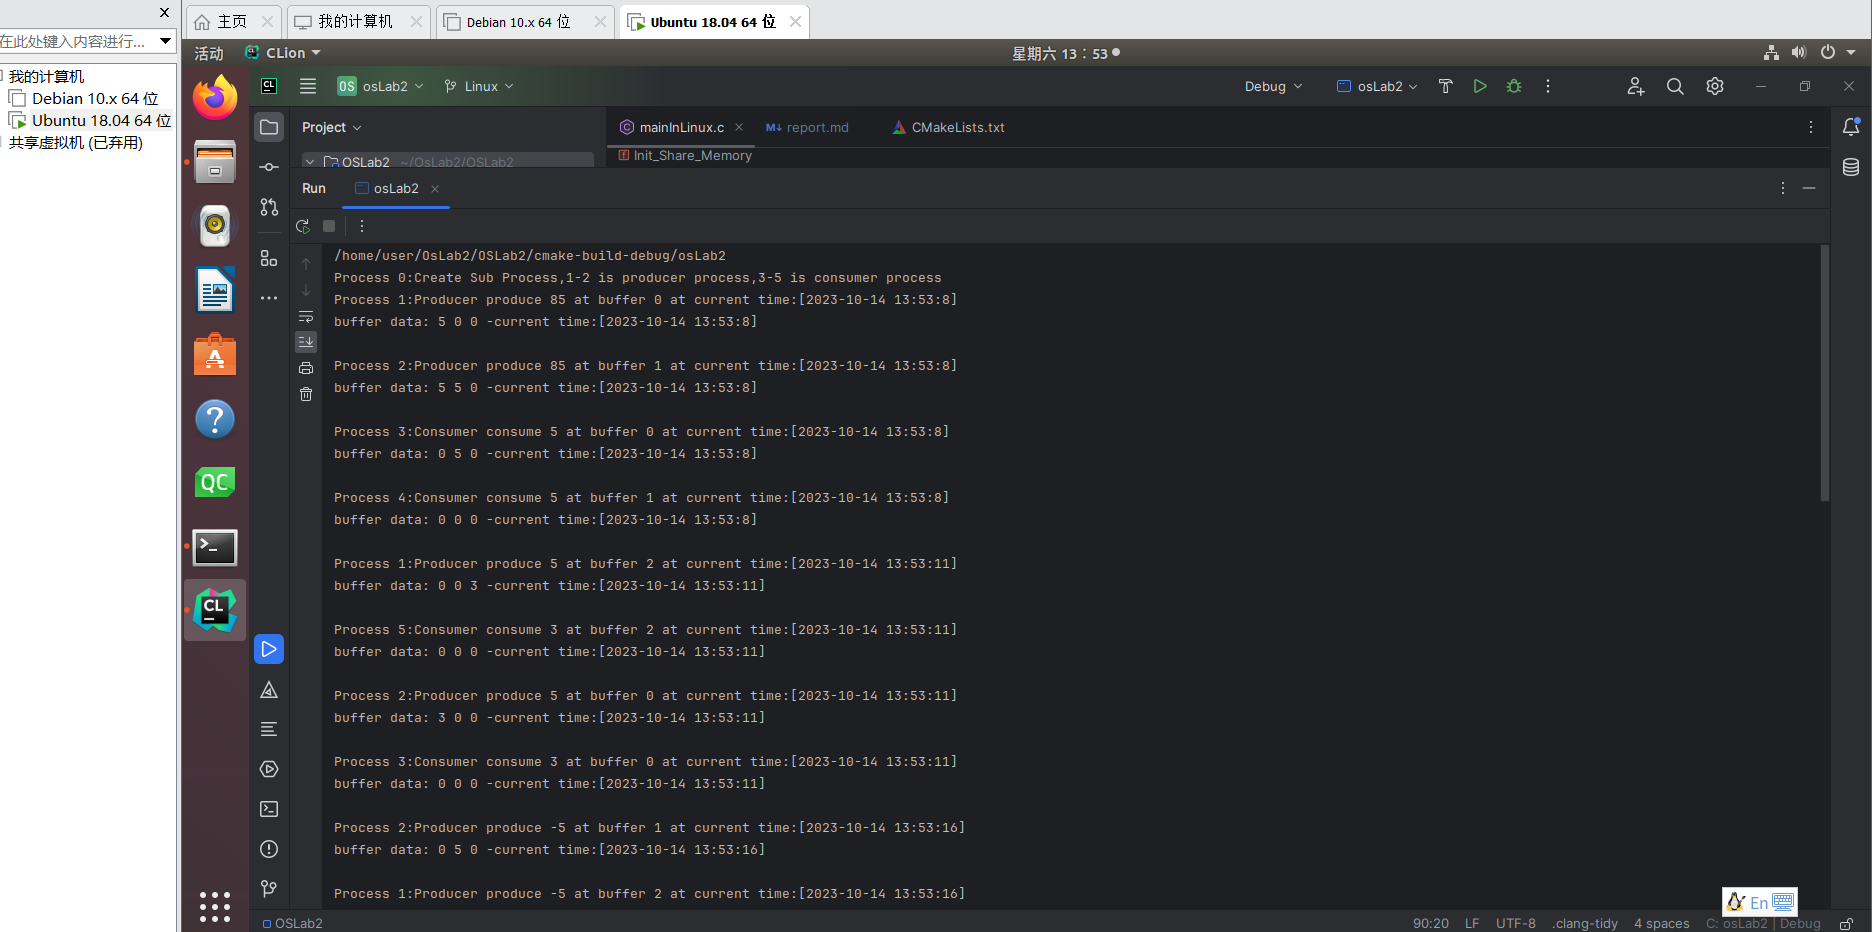 主页
我的计算机
Debian 10.x 64 位
Ubuntu 18.04 64 位
在此处键入内容进行...
我的计算机
Debian 10.x 64 位
Ubuntu 18.04 64 位
共享虚拟机 (已弃用)
活动
CLion
星期六 13：53
CL
OS
osLab2
Linux
Debug
osLab2
Project
mainInLinux.c
M↓ report.md
CMakeLists.txt
OSLab2 ~/OsLab2/OSLab2
f Init_Share_Memory
Run
osLab2
/home/user/OsLab2/OSLab2/cmake-build-debug/osLab2
Process 0:Create Sub Process,1-2 is producer process,3-5 is consumer process
Process 1:Producer produce 85 at buffer 0 at current time:[2023-10-14 13:53:8]
buffer data: 5 0 0 -current time:[2023-10-14 13:53:8]
Process 2:Producer produce 85 at buffer 1 at current time:[2023-10-14 13:53:8]
buffer data: 5 5 0 -current time:[2023-10-14 13:53:8]
Process 3:Consumer consume 5 at buffer 0 at current time:[2023-10-14 13:53:8]
buffer data: 0 5 0 -current time:[2023-10-14 13:53:8]
Process 4:Consumer consume 5 at buffer 1 at current time:[2023-10-14 13:53:8]
buffer data: 0 0 0 -current time:[2023-10-14 13:53:8]
Process 1:Producer produce 5 at buffer 2 at current time:[2023-10-14 13:53:11]
buffer data: 0 0 3 -current time:[2023-10-14 13:53:11]
Process 5:Consumer consume 3 at buffer 2 at current time:[2023-10-14 13:53:11]
buffer data: 0 0 0 -current time:[2023-10-14 13:53:11]
Process 2:Producer produce 5 at buffer 0 at current time:[2023-10-14 13:53:11]
buffer data: 3 0 0 -current time:[2023-10-14 13:53:11]
Process 3:Consumer consume 3 at buffer 0 at current time:[2023-10-14 13:53:11]
buffer data: 0 0 0 -current time:[2023-10-14 13:53:11]
Process 2:Producer produce -5 at buffer 1 at current time:[2023-10-14 13:53:16]
buffer data: 0 5 0 -current time:[2023-10-14 13:53:16]
Process 1:Producer produce -5 at buffer 2 at current time:[2023-10-14 13:53:16]
QC
CL
En
OSLab2
90:20
LF
UTF-8
.clang-tidy
4 spaces
C: osLab2 | Debug